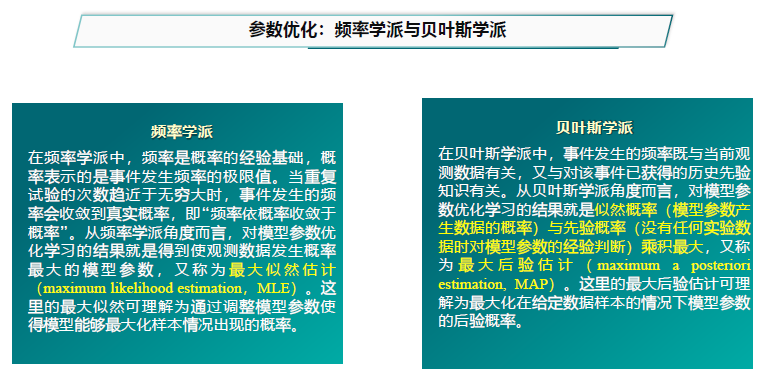 参数优化：频率学派与贝叶斯学派
频率学派
在频率学派中，频率是概率的经验基础，概
率表示的是事件发生频率的极限值。当重复
试验的次数趋近于无穷大时，事件发生的频
率会收敛到真实概率，即“频率依概率收敛于
概率”。从频率学派角度而言，对模型参数优
化学习的结果就是得到使观测数据发生概率
最大的模型参数，又称为最大似然估计
（maximum likelihood estimation，MLE）。这
里的最大似然可理解为通过调整模型参数使
得模型能够最大化样本情况出现的概率。
贝叶斯学派
在贝叶斯学派中，事件发生的频率既与当前观
测数据有关，又与对该事件已获得的历史先验
知识有关。从贝叶斯学派角度而言，对模型参
数优化学习的结果就是似然概率（模型参数产
生数据的概率）与先验概率（没有任何实验数
据时对模型参数的经验判断）乘积最大，又称
为最大后验估计（maximum a posteriori
estimation，MAP）。这里的最大后验估计可理
解为最大化在给定数据样本的情况下模型参数
的后验概率。